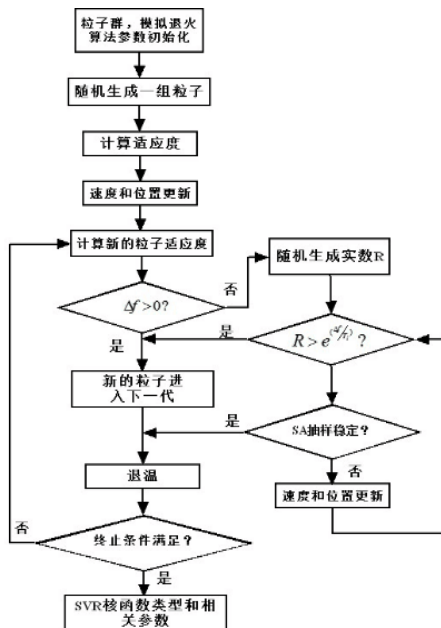 粒子群，模拟退火
算法参数初始化
随机生成一组粒子
计算适应度
速度和位置更新
计算新的粒子适应度
随机生成实数R
Δf>0?
否
是
R > e^(Δf/T_i) ?
是
新的粒子进
入下一代
是
SA抽样稳定?
否
退温
速度和位置更新
否
终止条件满足?
是
SVR核函数类型和相
关参数